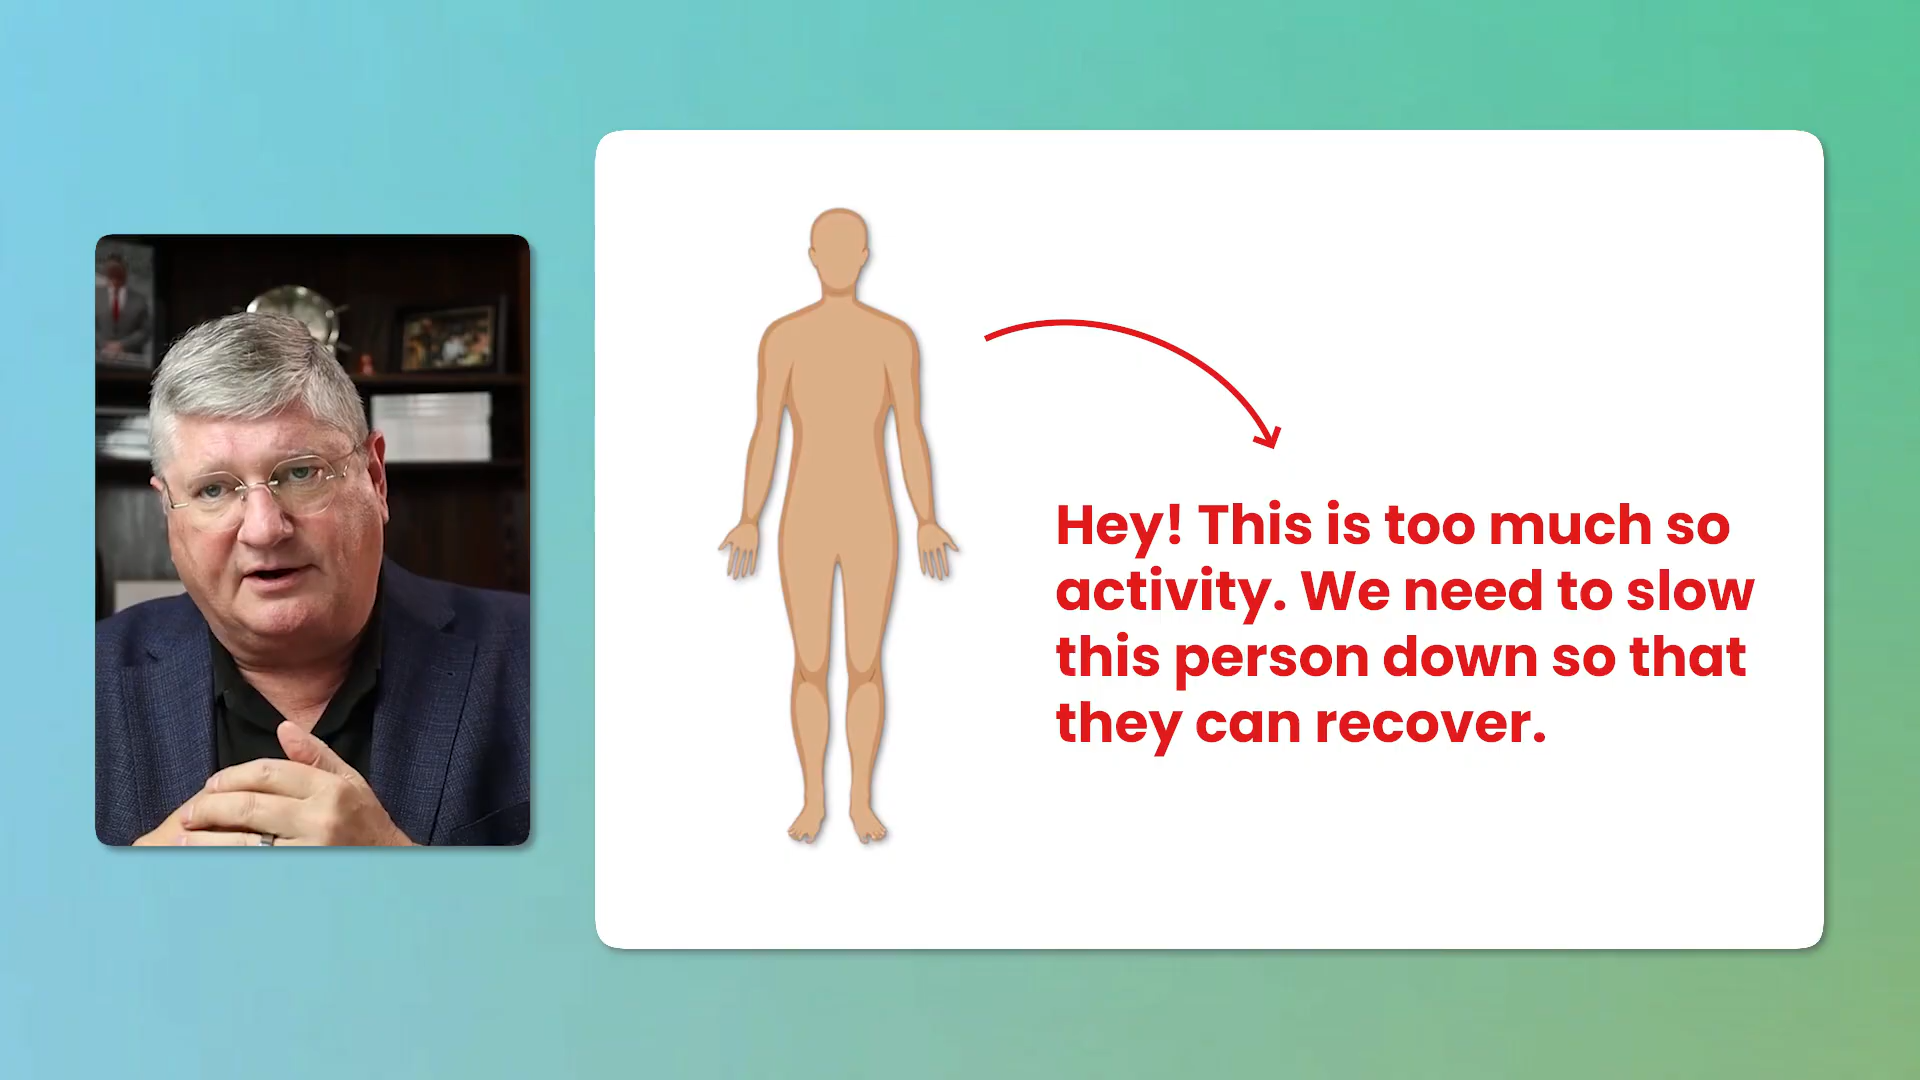 Hey! This is too much so
activity. We need to slow
this person down so that
they can recover.